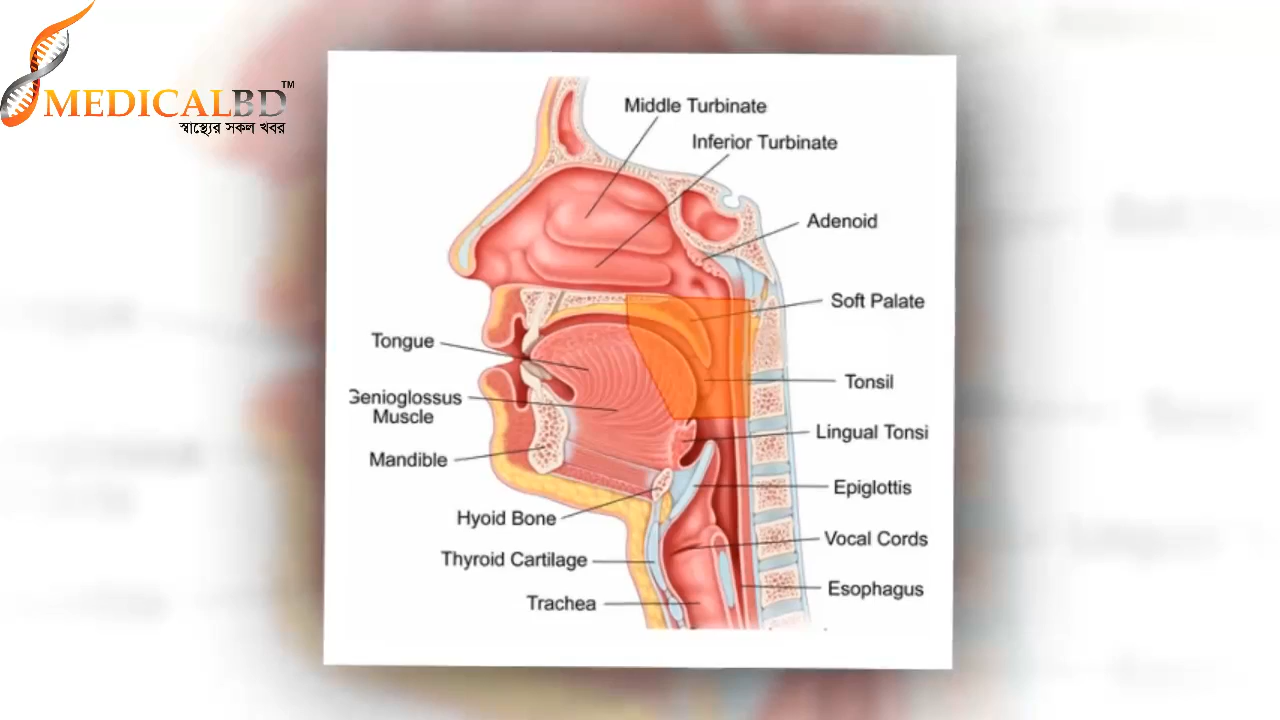 MEDICALBD™
স্বাস্থ্যের সকল খবর
Middle Turbinate
Inferior Turbinate
Adenoid
Soft Palate
Tongue
Tonsil
Genioglossus
Muscle
Lingual Tonsi
Mandible
Epiglottis
Hyoid Bone
Vocal Cords
Thyroid Cartilage
Esophagus
Trachea